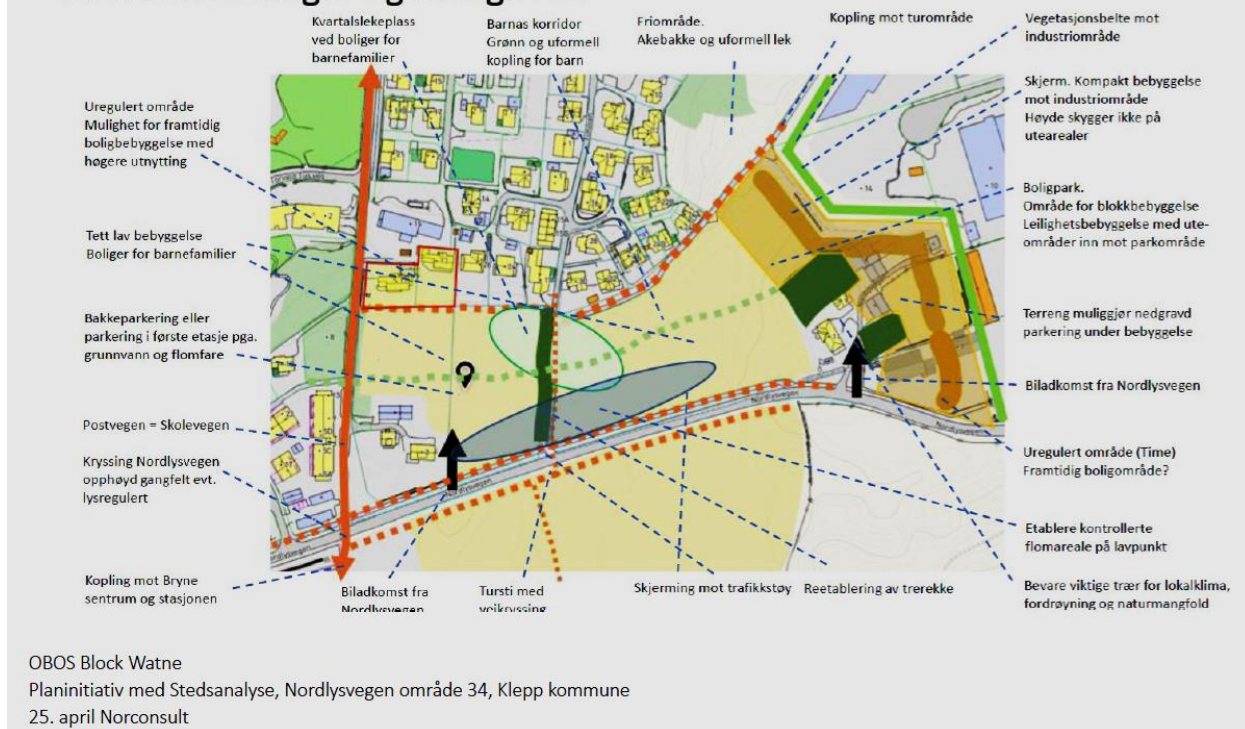 Kvartalslekeplass
ved boliger for
barnefamilier
Barnas korridor
Grønn og uformell
kopling for barn
Friområde.
Akebakke og uformell lek
Kopling mot turområde
Vegetasjonsbelte mot
industriområde
Skjerm. Kompakt bebyggelse
mot industriområde
Høyde skygger ikke på
utearealer
Boligpark.
Område for blokkbebyggelse
Leilighetsbebyggelse med ute-
områder inn mot parkområde
Terreng muliggjør nedgravd
parkering under bebyggelse
Biladkomst fra Nordlysvegen
Uregulert område (Time)
Framtidig boligområde?
Etablere kontrollerte
flomareale på lavpunkt
Bevare viktige trær for lokalklima,
fordrøyning og naturmangfold
Uregulert område
Mulighet for framtidig
boligbebyggelse med
høgere utnytting
Tett lav bebyggelse
Boliger for barnefamilier
Bakkeparkering eller
parkering i første etasje pga.
grunnvann og flomfare
Postvegen = Skolevegen
Kryssing Nordlysvegen
opphøyd gangfelt evt.
lysregulert
Kopling mot Bryne
sentrum og stasjonen
Biladkomst fra
Nordlysvegen
Tursti med
veikryssing
Skjerming mot trafikkstøy
Reetablering av trerekke
Nordlysvegen
Nordlysvegen
OBOS Block Watne
Planinitiativ med Stedsanalyse, Nordlysvegen område 34, Klepp kommune
25. april Norconsult